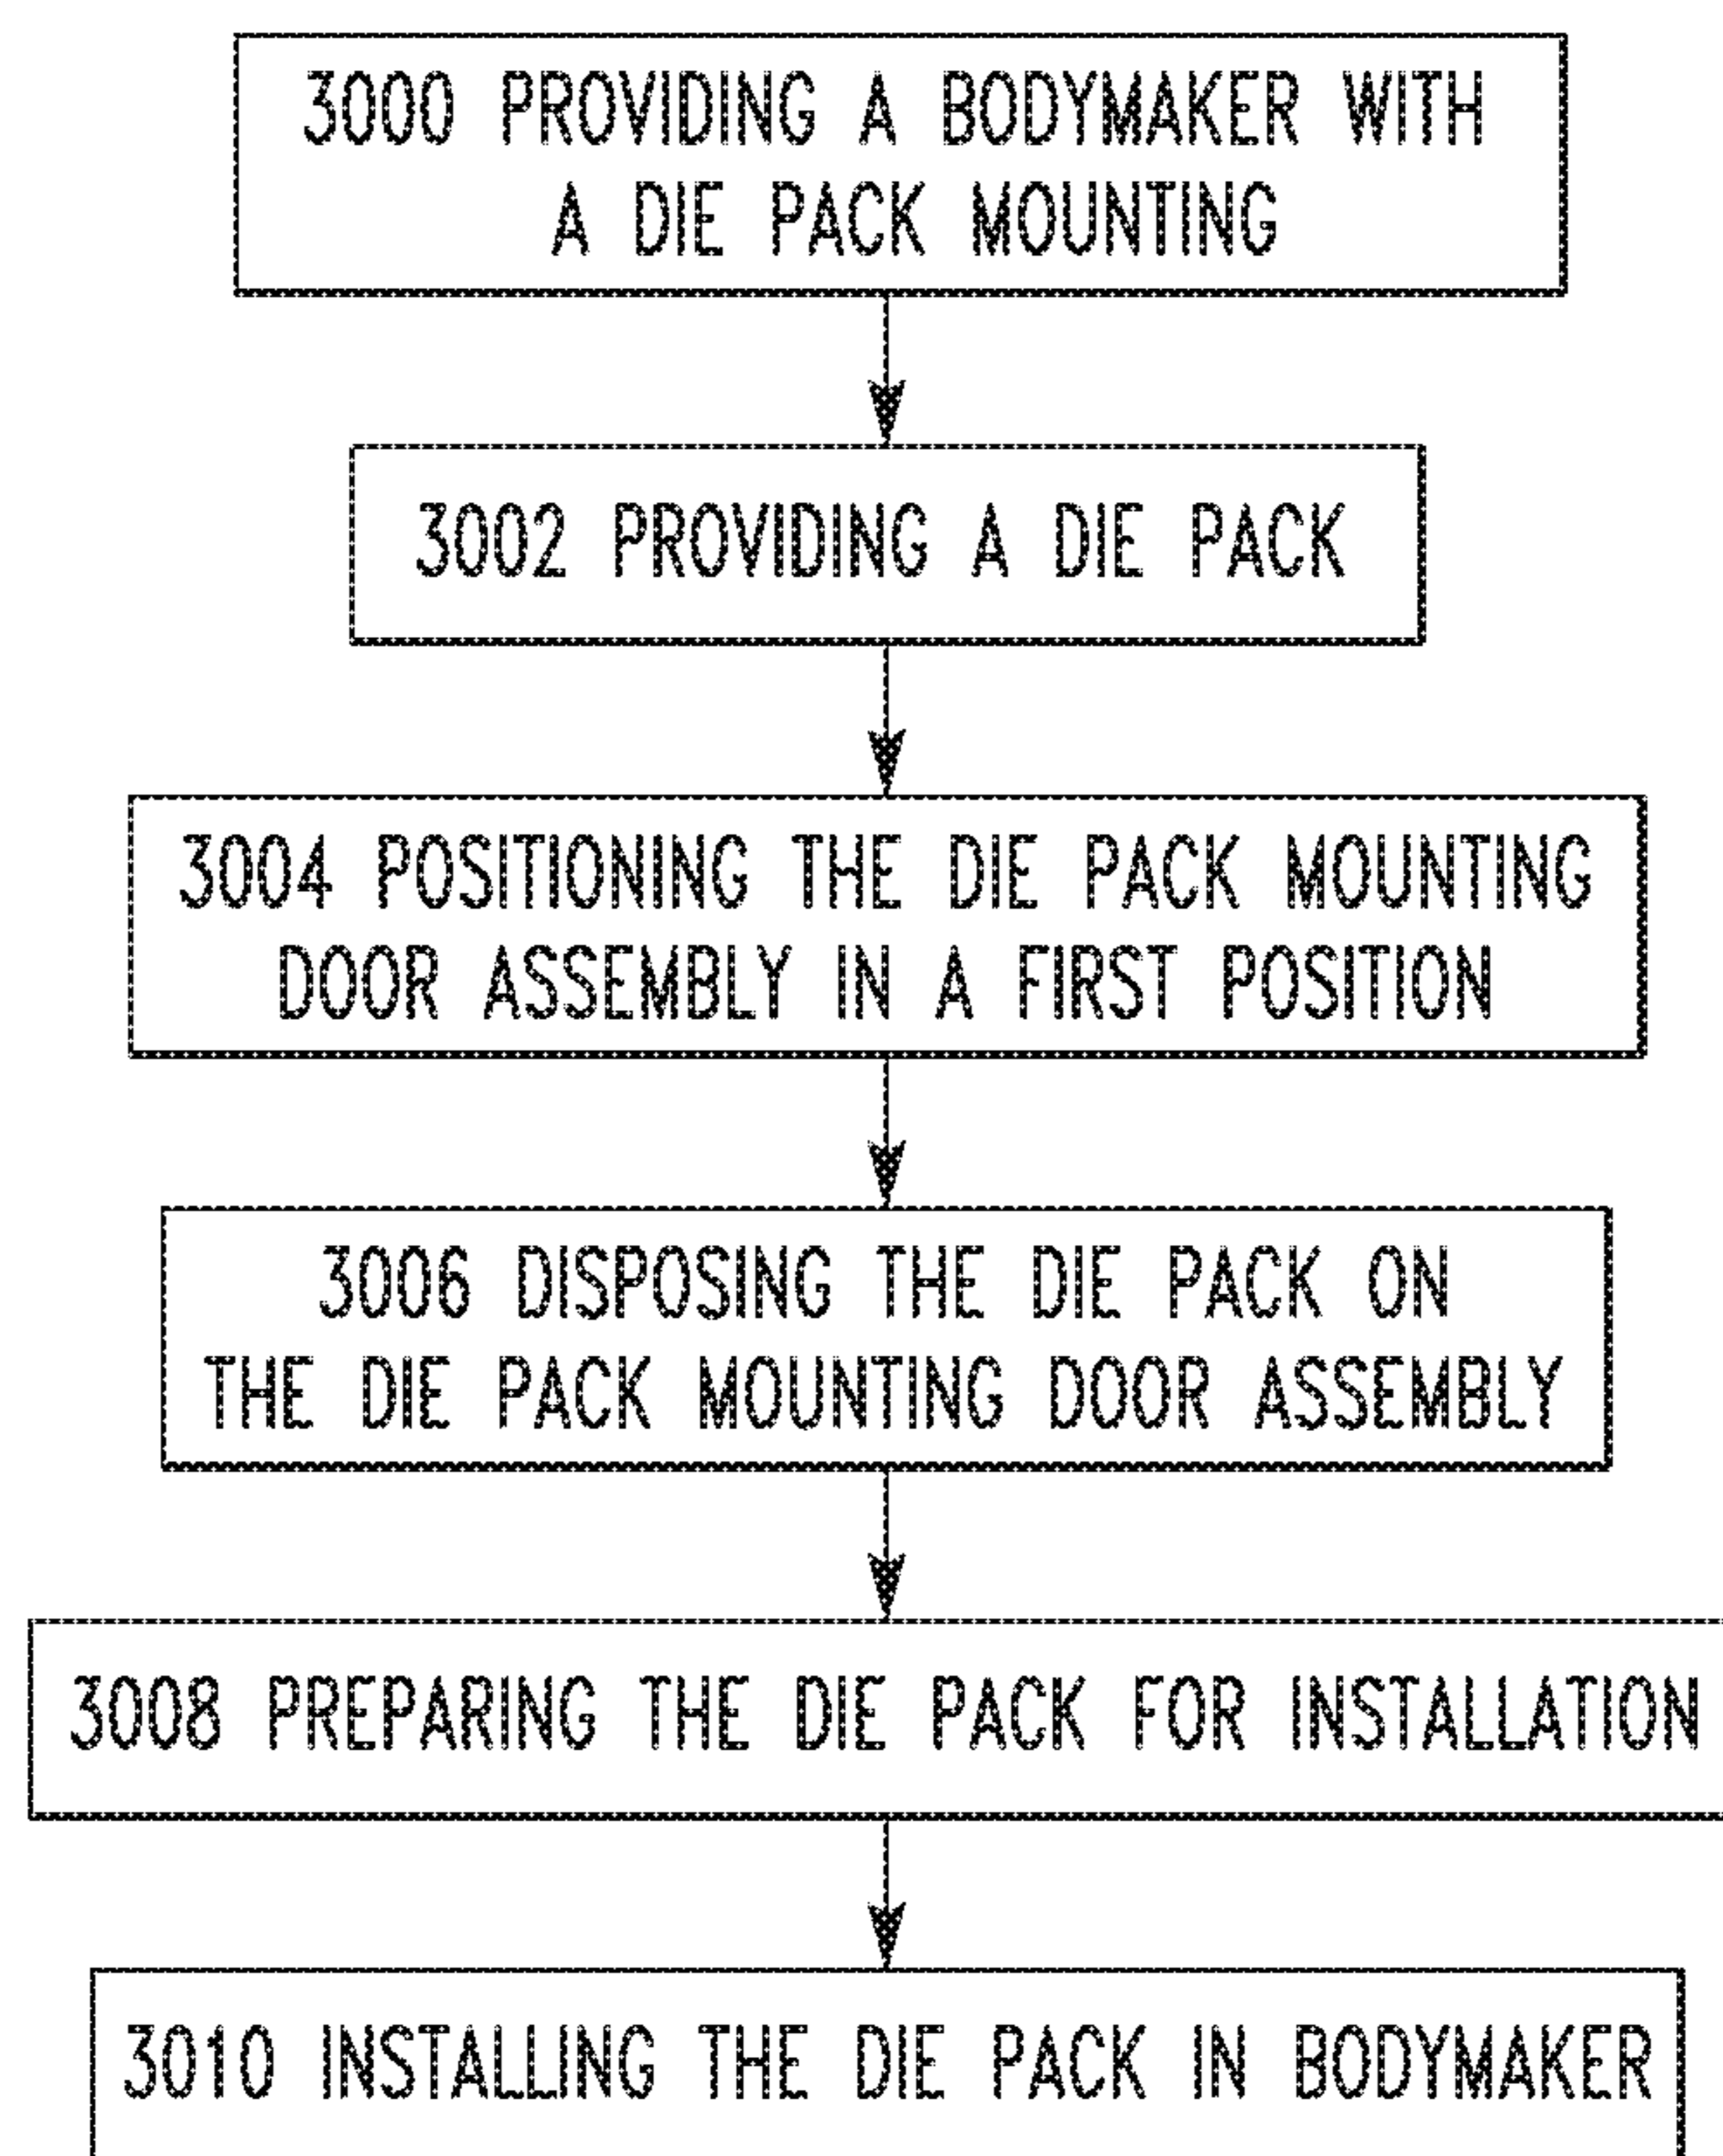 3000 PROVIDING A BODYMAKER WITH
A DIE PACK MOUNTING
3002 PROVIDING A DIE PACK
3004 POSITIONING THE DIE PACK MOUNTING
DOOR ASSEMBLY IN A FIRST POSITION
3006 DISPOSING THE DIE PACK ON
THE DIE PACK MOUNTING DOOR ASSEMBLY
3008 PREPARING THE DIE PACK FOR INSTALLATION
3010 INSTALLING THE DIE PACK IN BODYMAKER